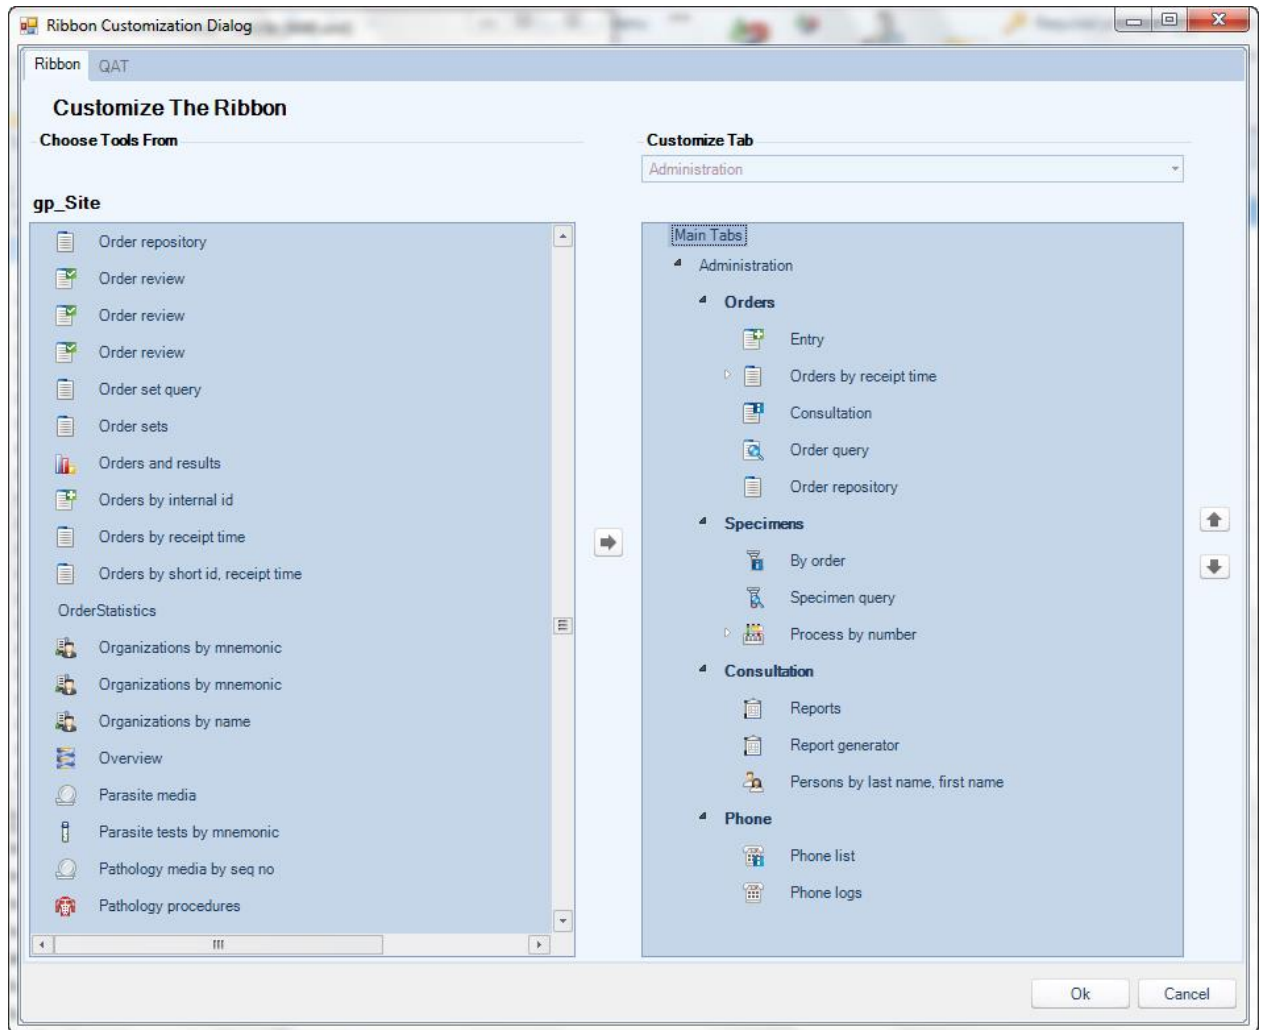 Ribbon Customization Dialog
Ribbon QAT
Customize The Ribbon
Choose Tools From
Customize Tab
Administration
gp_Site
Order repository
Order review
Order review
Order review
Order set query
Order sets
Orders and results
Orders by internal id
Orders by receipt time
Orders by short id, receipt time
OrderStatistics
Organizations by mnemonic
Organizations by mnemonic
Organizations by name
Overview
Parasite media
Parasite tests by mnemonic
Pathology media by seq no
Pathology procedures
Main Tabs
Administration
Orders
Entry
Orders by receipt time
Consultation
Order query
Order repository
Specimens
By order
Specimen query
Process by number
Consultation
Reports
Report generator
Persons by last name, first name
Phone
Phone list
Phone logs
Ok Cancel